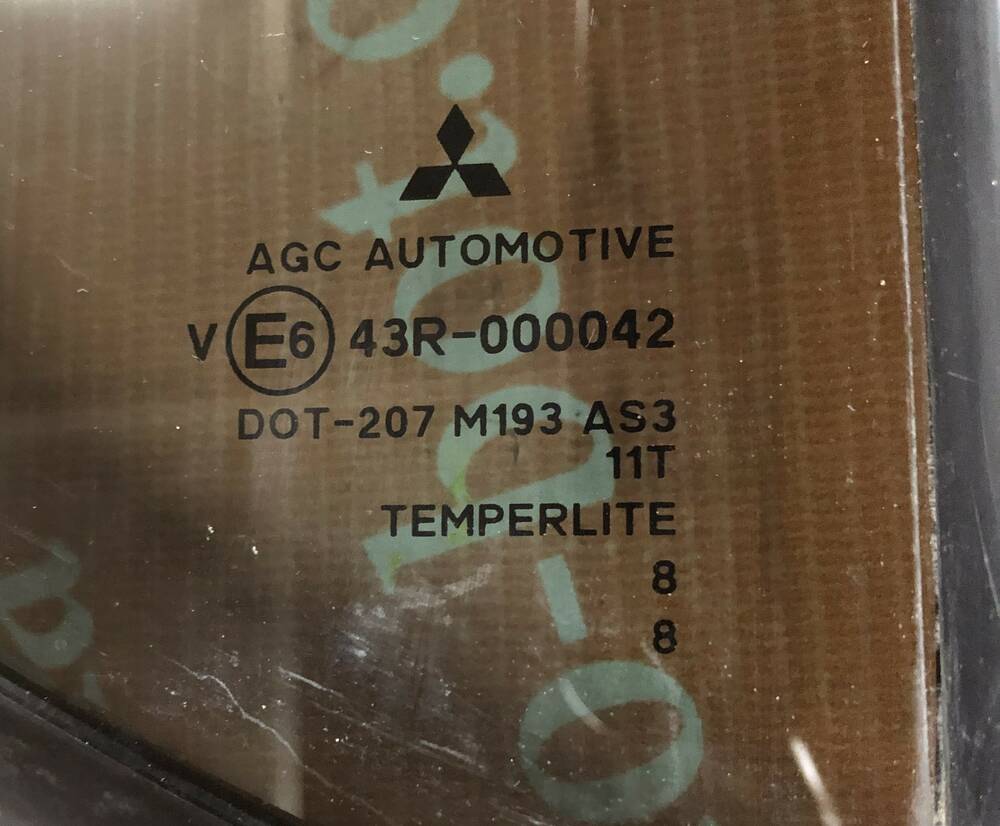 AGC AUTOMOTIVE
V E6 43R-000042
DOT-207 M193 AS3
11T
TEMPERLITE
8
8